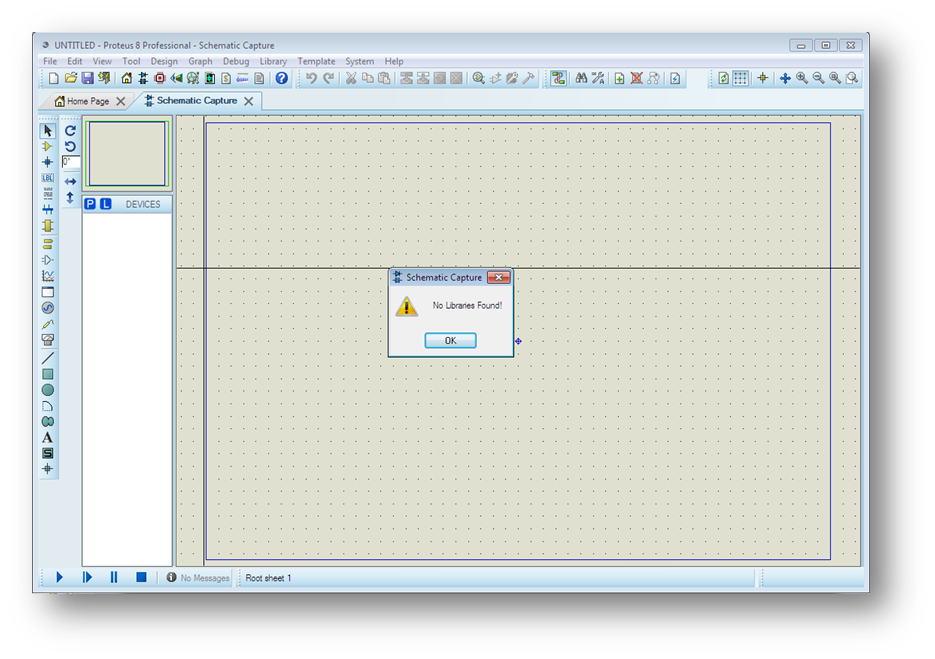 UNTITLED - Proteus 8 Professional - Schematic Capture
File Edit View Tool Design Graph Debug Library Template System Help
Home Page Schematic Capture
LBL
0°
P L DEVICES
Schematic Capture
No Libraries Found!
OK
A
S
No Messages Root sheet 1